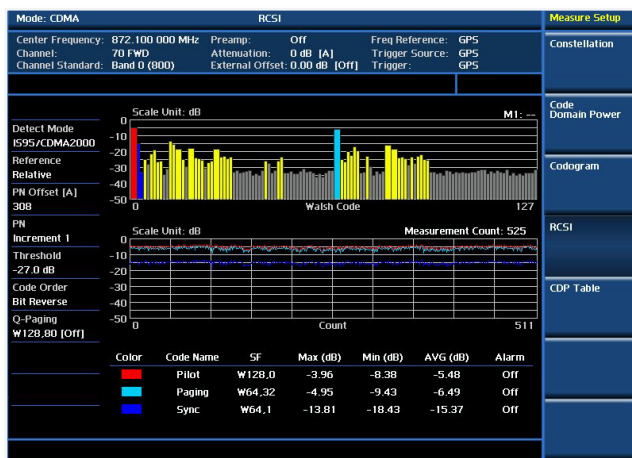 Mode: CDMA RCSI Measure Setup
Center Frequency: 872.100 000 MHz Preamp: Off Freq Reference: GPS
Channel: 70 FWD Attenuation: 0 dB [A] Trigger Source: GPS
Channel Standard: Band 0 (800) External Offset: 0.00 dB [Off] Trigger: GPS
Constellation
Code
Domain Power
Codogram
RCSI
CDP Table
Detect Mode
IS95/CDMA2000
Reference
Relative
PN Offset [A]
308
PN
Increment 1
Threshold
-27.0 dB
Code Order
Bit Reverse
Q-Paging
W128,80 [Off]
Scale Unit: dB M1: --
0
-10
-20
-30
-40
-50
0 Walsh Code 127
Scale Unit: dB Measurement Count: 525
0
-10
-20
-30
-40
-50
0 Count 511
Color Code Name SF Max (dB) Min (dB) AVG (dB) Alarm
Pilot W128,0 -3.96 -8.38 -5.48 Off
Paging W64,32 -4.95 -9.43 -6.49 Off
Sync W64,1 -13.81 -18.43 -15.37 Off